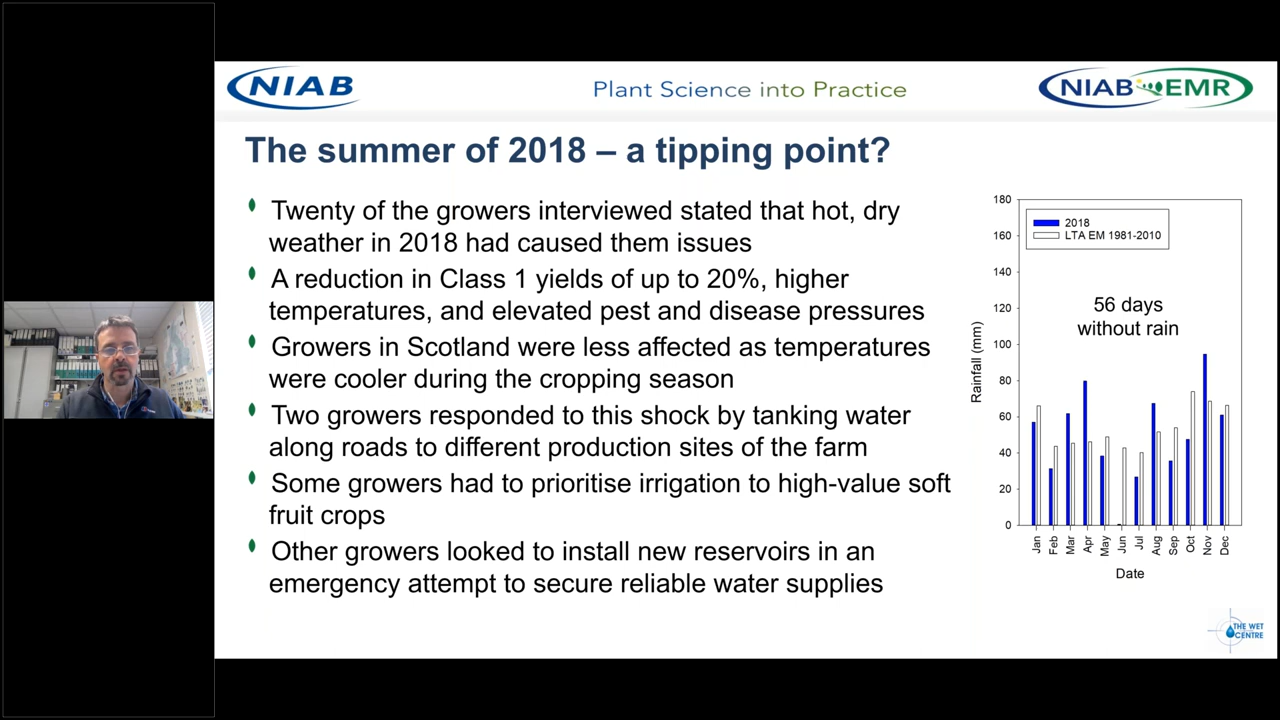 NIAB
Plant Science into Practice
NIAB EMR
The summer of 2018 – a tipping point?
Twenty of the growers interviewed stated that hot, dry
weather in 2018 had caused them issues
A reduction in Class 1 yields of up to 20%, higher
temperatures, and elevated pest and disease pressures
Growers in Scotland were less affected as temperatures
were cooler during the cropping season
Two growers responded to this shock by tanking water
along roads to different production sites of the farm
Some growers had to prioritise irrigation to high-value soft
fruit crops
Other growers looked to install new reservoirs in an
emergency attempt to secure reliable water supplies
180
160
140
120
100
80
60
40
20
0
Rainfall (mm)
2018
LTA EM 1981-2010
56 days
without rain
Jan
Feb
Mar
Apr
May
Jun
Jul
Aug
Sep
Oct
Nov
Dec
Date
THE WET
CENTRE